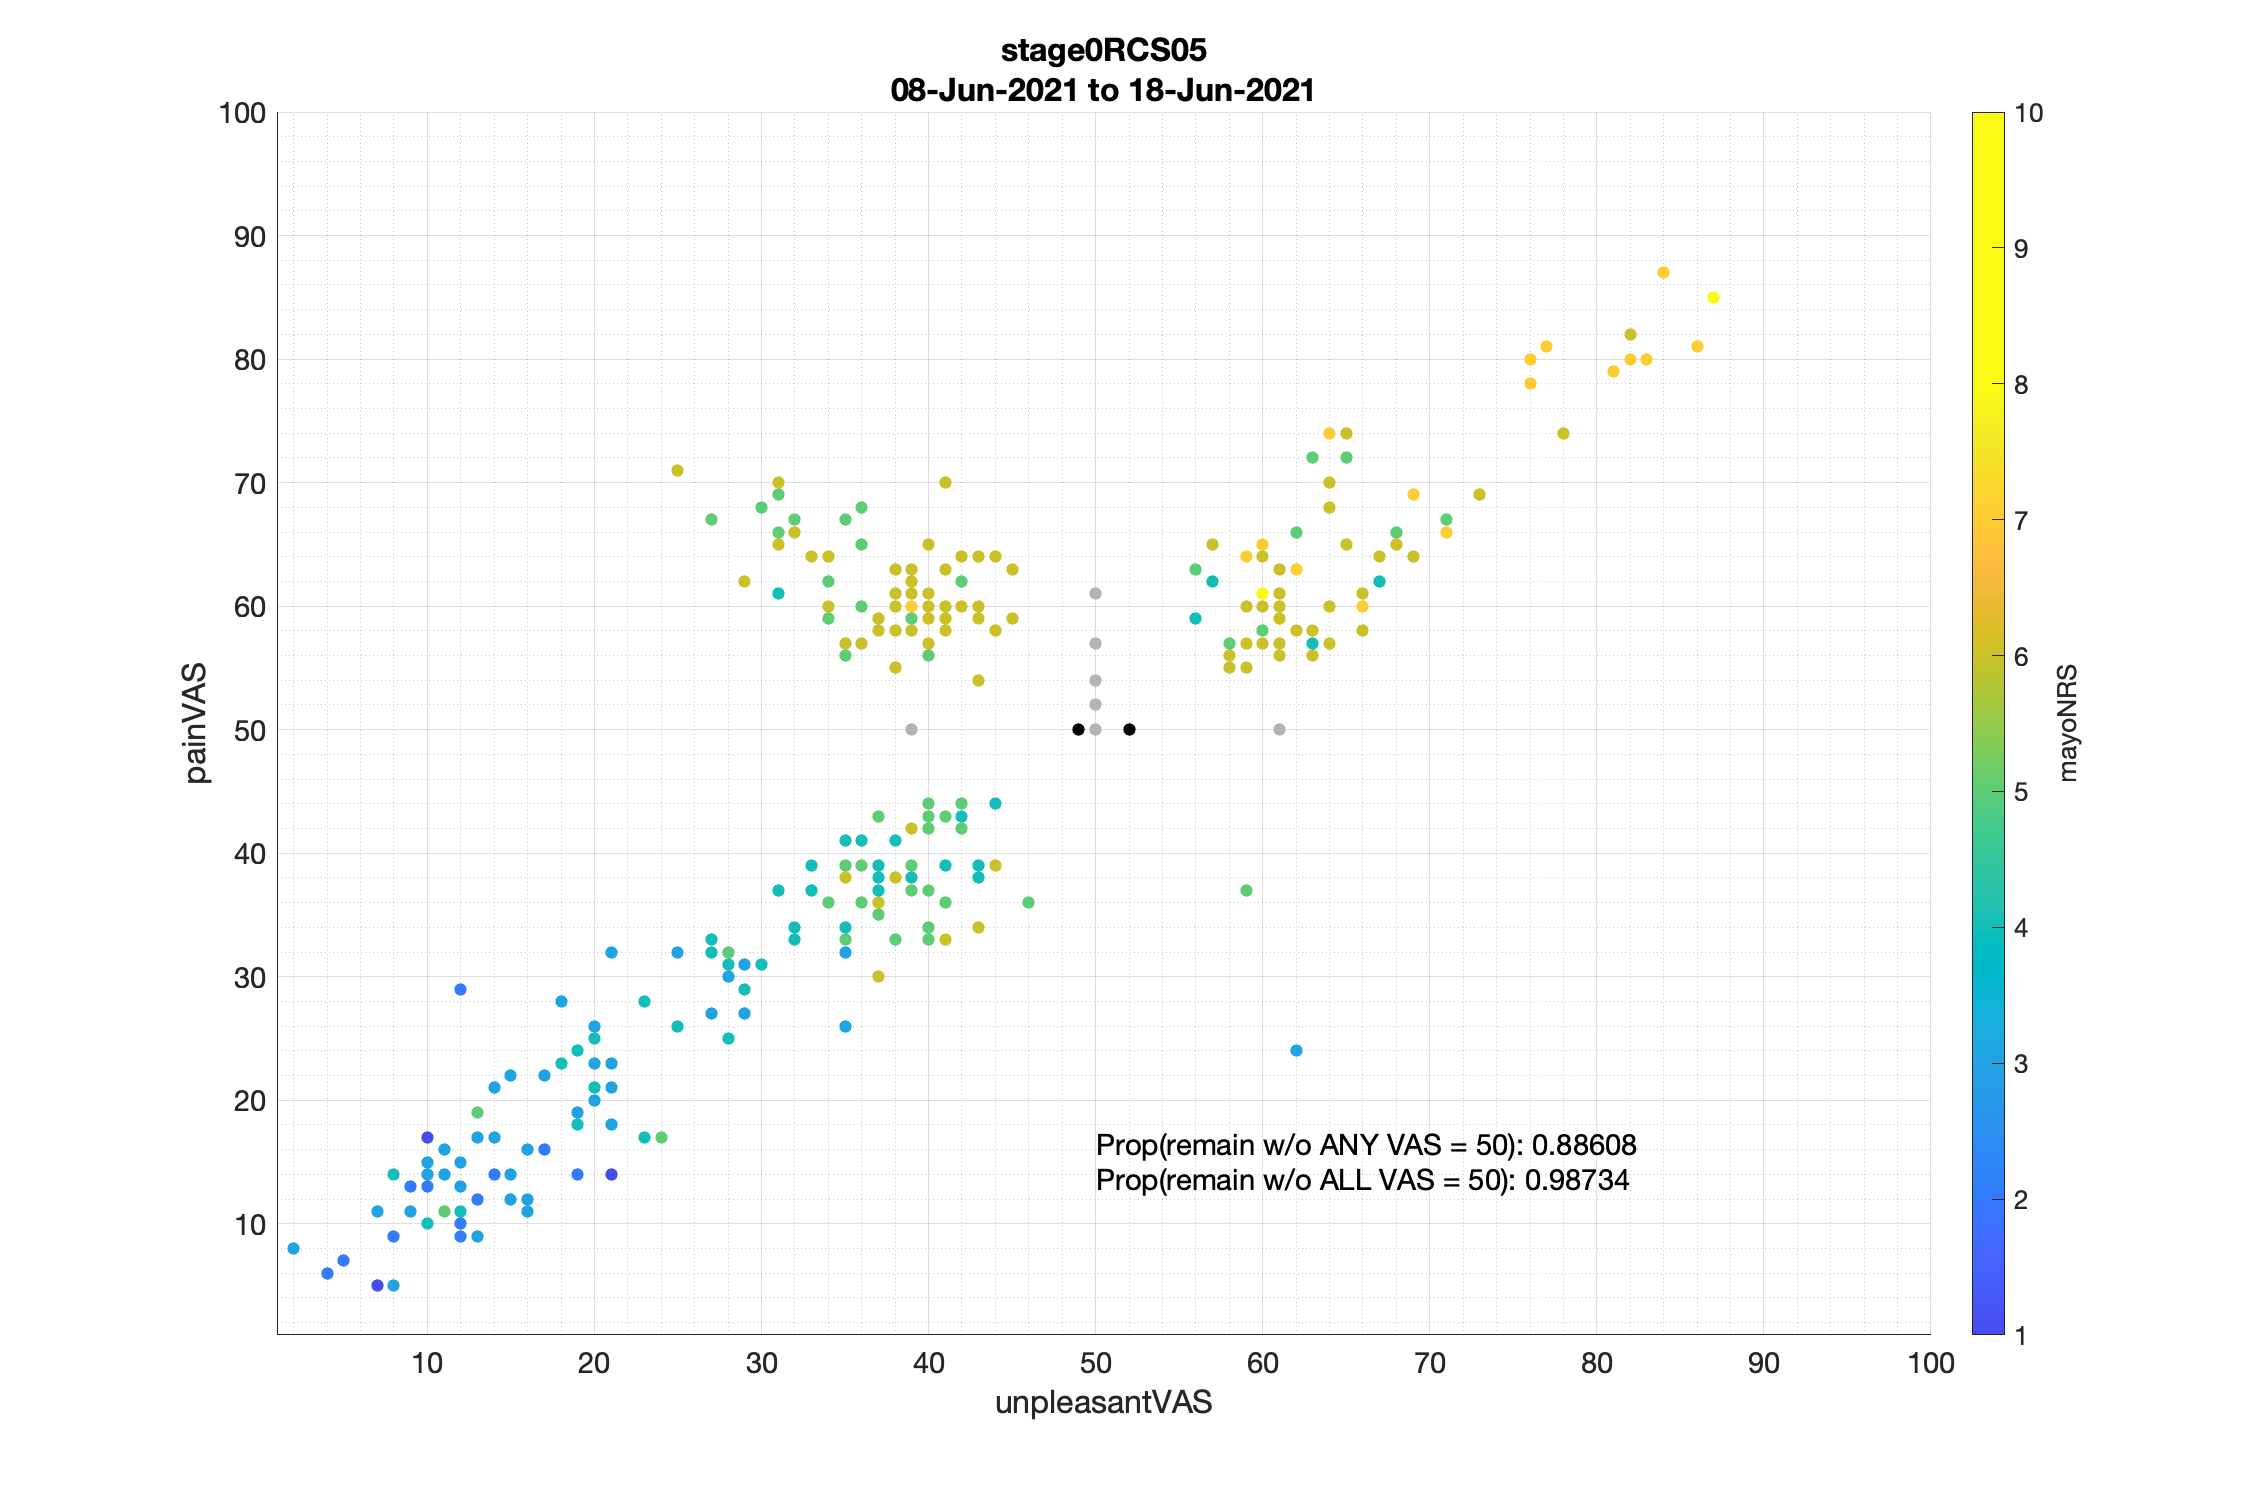 stage0RCS05
08-Jun-2021 to 18-Jun-2021
100
90
80
70
60
50
40
30
20
10
painVAS
Prop(remain w/o ANY VAS = 50): 0.88608
Prop(remain w/o ALL VAS = 50): 0.98734
10 20 30 40 50 60 70 80 90 100
unpleasantVAS
10
9
8
7
6
5
4
3
2
1
mayoNRS